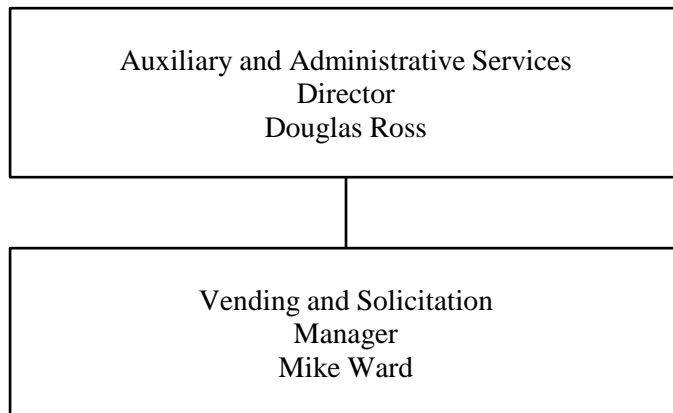 Auxiliary and Administrative Services
Director
Douglas Ross
Vending and Solicitation
Manager
Mike Ward